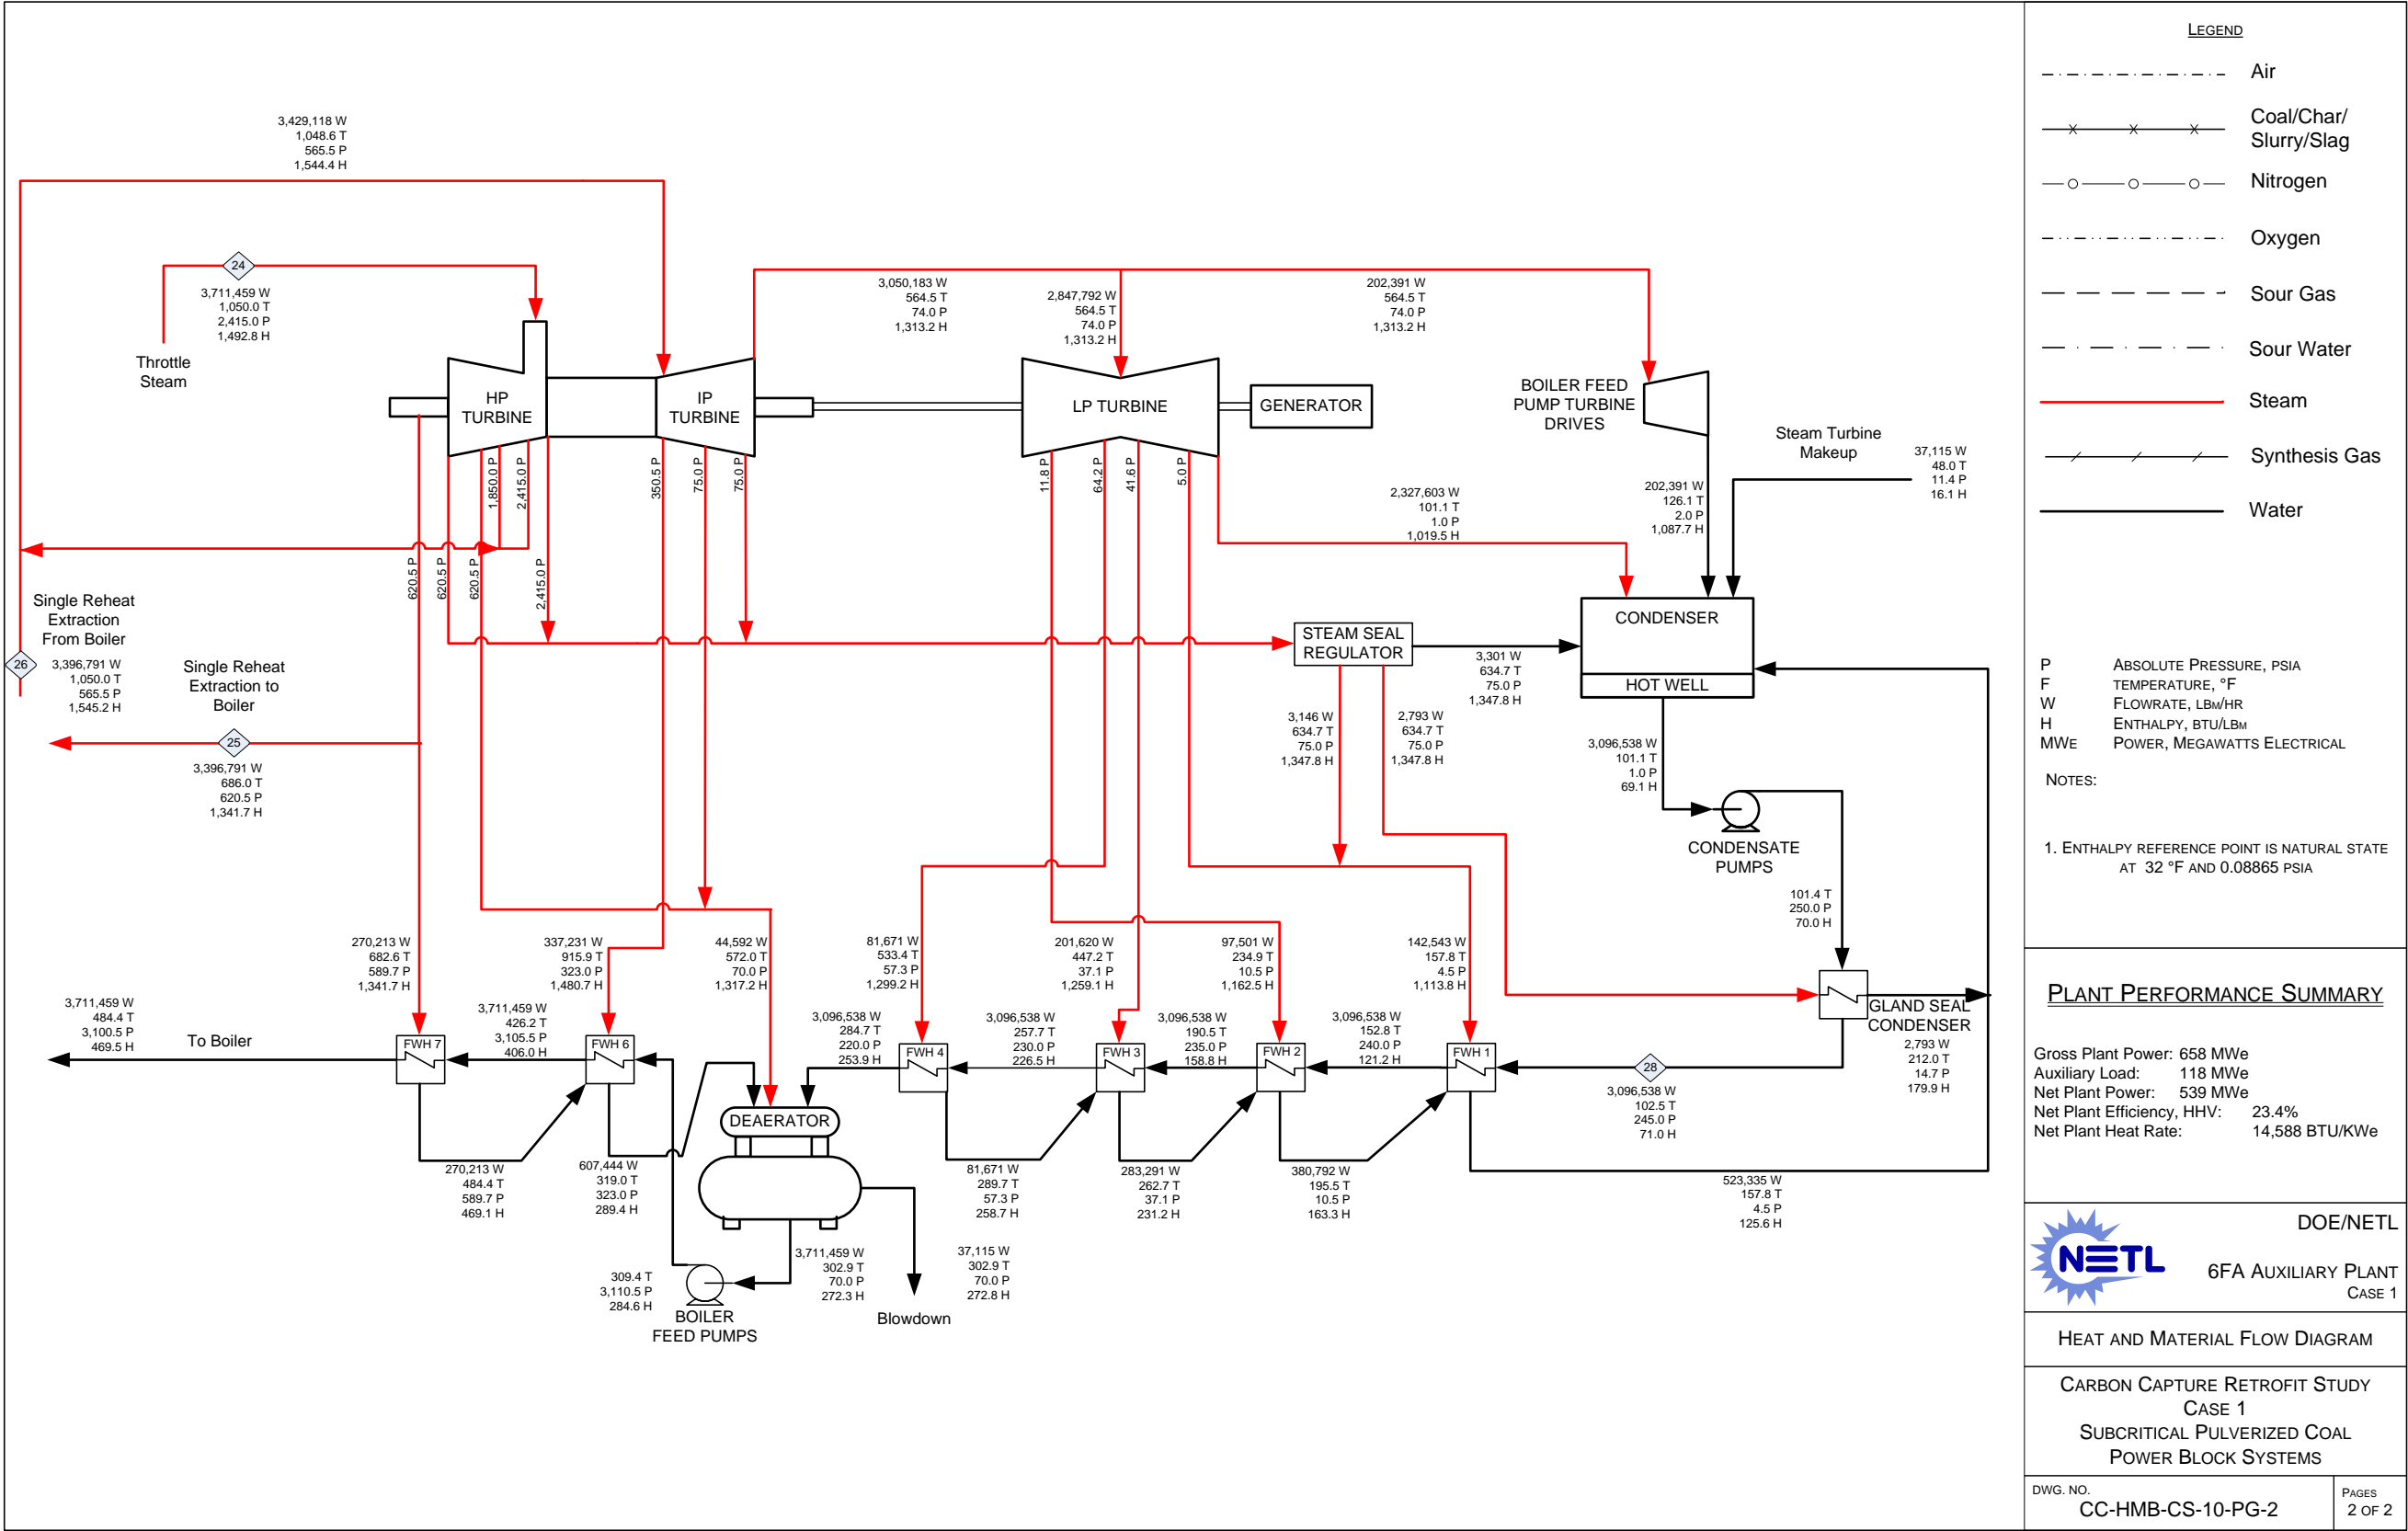 3,429,118 W
1,048.6 T
565.5 P
1,544.4 H
24
3,711,459 W
1,050.0 T
2,415.0 P
1,492.8 H
Throttle
Steam
HP
TURBINE
IP
TURBINE
3,050,183 W
564.5 T
74.0 P
1,313.2 H
2,847,792 W
564.5 T
74.0 P
1,313.2 H
202,391 W
564.5 T
74.0 P
1,313.2 H
LP TURBINE
GENERATOR
BOILER FEED
PUMP TURBINE
DRIVES
Steam Turbine
Makeup
37,115 W
48.0 T
11.4 P
16.1 H
202,391 W
126.1 T
2.0 P
1,087.7 H
1,850.0 P
2,415.0 P
350.5 P
75.0 P
75.0 P
11.8 P
64.2 P
41.6 P
5.0 P
2,327,603 W
101.1 T
1.0 P
1,019.5 H
620.5 P
620.5 P
620.5 P
2,415.0 P
Single Reheat
Extraction
From Boiler
26
3,396,791 W
1,050.0 T
565.5 P
1,545.2 H
Single Reheat
Extraction to
Boiler
25
3,396,791 W
686.0 T
620.5 P
1,341.7 H
STEAM SEAL
REGULATOR
3,301 W
634.7 T
75.0 P
1,347.8 H
CONDENSER
HOT WELL
3,146 W
634.7 T
75.0 P
1,347.8 H
2,793 W
634.7 T
75.0 P
1,347.8 H
3,096,538 W
101.1 T
1.0 P
69.1 H
CONDENSATE
PUMPS
101.4 T
250.0 P
70.0 H
270,213 W
682.6 T
589.7 P
1,341.7 H
337,231 W
915.9 T
323.0 P
1,480.7 H
44,592 W
572.0 T
70.0 P
1,317.2 H
81,671 W
533.4 T
57.3 P
1,299.2 H
201,620 W
447.2 T
37.1 P
1,259.1 H
97,501 W
234.9 T
10.5 P
1,162.5 H
142,543 W
157.8 T
4.5 P
1,113.8 H
GLAND SEAL
CONDENSER
2,793 W
212.0 T
14.7 P
179.9 H
3,711,459 W
484.4 T
3,100.5 P
469.5 H
To Boiler
FWH 7
3,711,459 W
426.2 T
3,105.5 P
406.0 H
FWH 6
3,096,538 W
284.7 T
220.0 P
253.9 H
FWH 4
3,096,538 W
257.7 T
230.0 P
226.5 H
FWH 3
3,096,538 W
190.5 T
235.0 P
158.8 H
FWH 2
3,096,538 W
152.8 T
240.0 P
121.2 H
FWH 1
28
3,096,538 W
102.5 T
245.0 P
71.0 H
DEAERATOR
270,213 W
484.4 T
589.7 P
469.1 H
607,444 W
319.0 T
323.0 P
289.4 H
81,671 W
289.7 T
57.3 P
258.7 H
283,291 W
262.7 T
37.1 P
231.2 H
380,792 W
195.5 T
10.5 P
163.3 H
523,335 W
157.8 T
4.5 P
125.6 H
309.4 T
3,110.5 P
284.6 H
BOILER
FEED PUMPS
3,711,459 W
302.9 T
70.0 P
272.3 H
37,115 W
302.9 T
70.0 P
272.8 H
Blowdown
LEGEND
Air
Coal/Char/
Slurry/Slag
Nitrogen
Oxygen
Sour Gas
Sour Water
Steam
Synthesis Gas
Water
P ABSOLUTE PRESSURE, PSIA
F TEMPERATURE, °F
W FLOWRATE, LBM/HR
H ENTHALPY, BTU/LBM
MWE POWER, MEGAWATTS ELECTRICAL
NOTES:
1. ENTHALPY REFERENCE POINT IS NATURAL STATE
AT 32 °F AND 0.08865 PSIA
PLANT PERFORMANCE SUMMARY
Gross Plant Power: 658 MWe
Auxiliary Load: 118 MWe
Net Plant Power: 539 MWe
Net Plant Efficiency, HHV: 23.4%
Net Plant Heat Rate: 14,588 BTU/KWe
NETL
DOE/NETL
6FA AUXILIARY PLANT
CASE 1
HEAT AND MATERIAL FLOW DIAGRAM
CARBON CAPTURE RETROFIT STUDY
CASE 1
SUBCRITICAL PULVERIZED COAL
POWER BLOCK SYSTEMS
DWG. NO.
CC-HMB-CS-10-PG-2
PAGES
2 OF 2